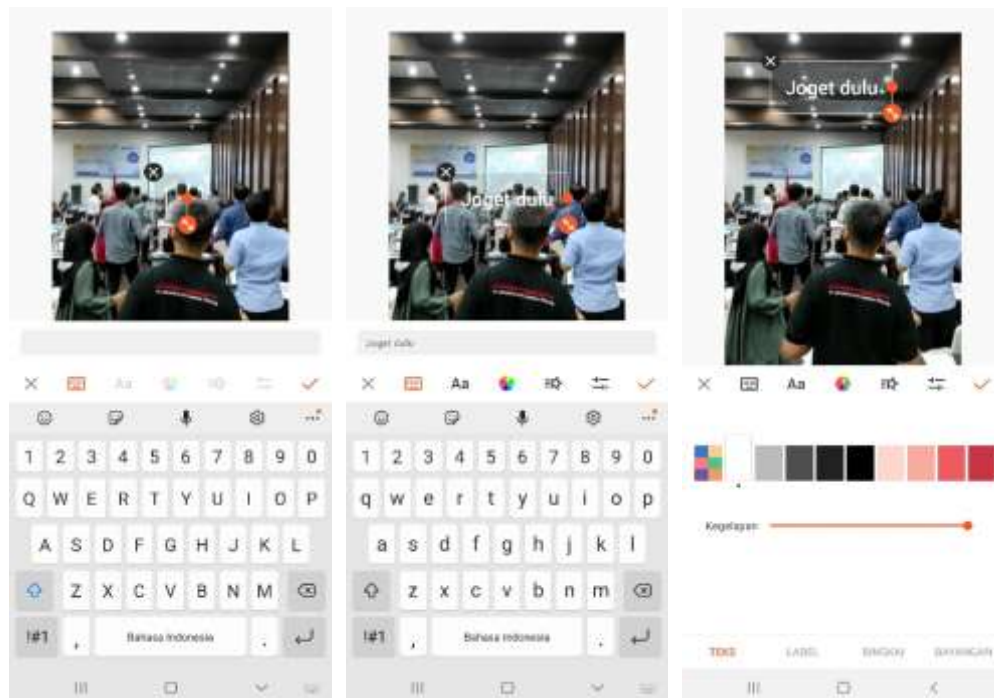 Aa
1 2 3 4 5 6 7 8 9 0
Q W E R T Y U I O P
A S D F G H J K L
Z X C V B N M
!#1 , Bahasa Indonesia .
Joget dulu
Joget dulu
Aa
1 2 3 4 5 6 7 8 9 0
q w e r t y u i o p
a s d f g h j k l
z x c v b n m
!#1 , Bahasa Indonesia .
Joget dulu
Aa
Kegelapan
TEKS LABEL BINGKAI BAYANGAN